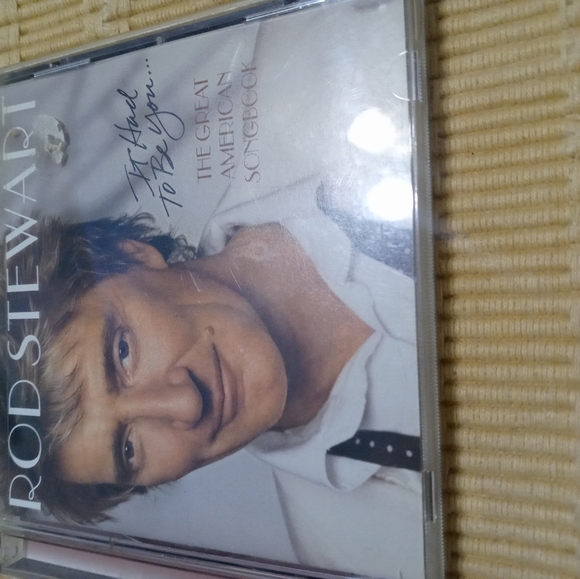 ROD STEWART
It Had
To Be You...
THE GREAT
AMERICAN
SONGBOOK